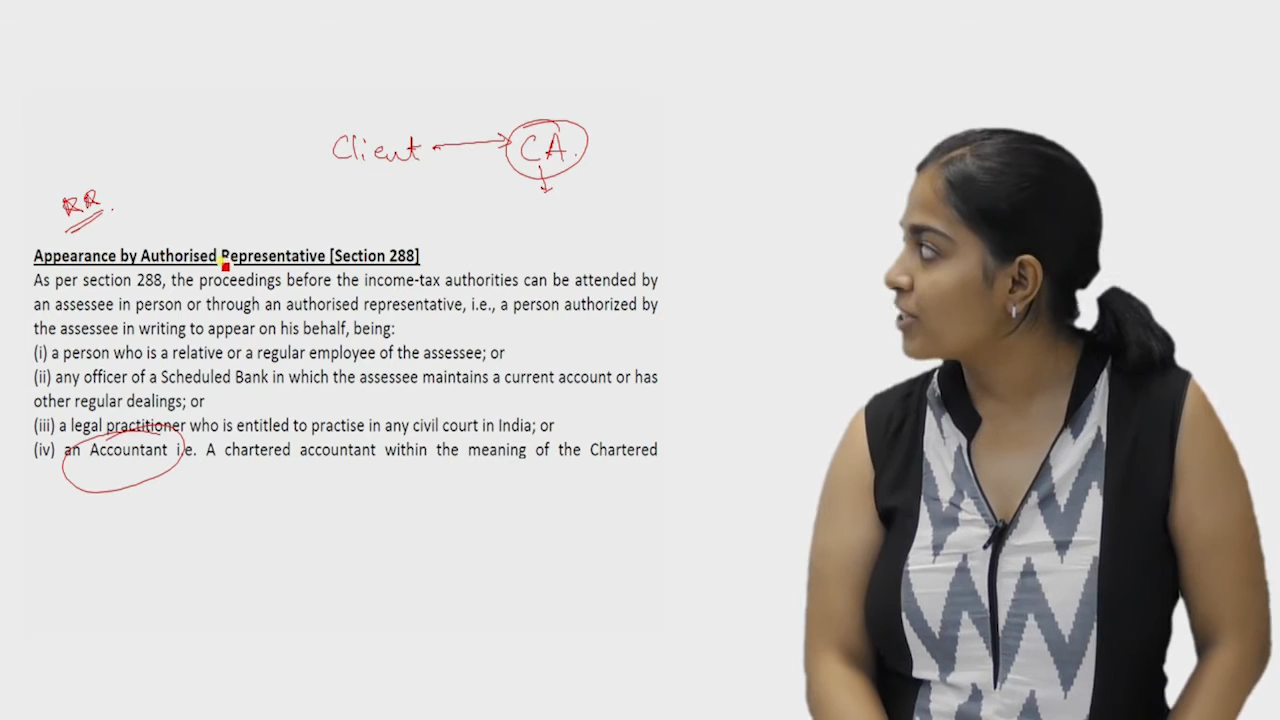 Client → CA.
RR.
Appearance by Authorised Representative [Section 288]
As per section 288, the proceedings before the income-tax authorities can be attended by
an assessee in person or through an authorised representative, i.e., a person authorized by
the assessee in writing to appear on his behalf, being:
(i) a person who is a relative or a regular employee of the assessee; or
(ii) any officer of a Scheduled Bank in which the assessee maintains a current account or has
other regular dealings; or
(iii) a legal practitioner who is entitled to practise in any civil court in India; or
(iv) an Accountant i.e. A chartered accountant within the meaning of the Chartered